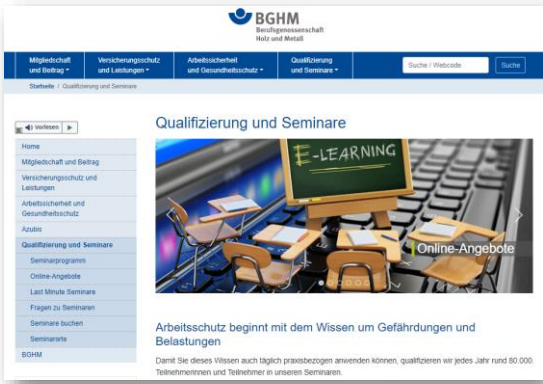 BGHM
Berufsgenossenschaft
Holz und Metall
Mitgliedschaft
und Beitrag
Versicherungsschutz
und Leistungen
Arbeitssicherheit
und Gesundheitsschutz
Qualifizierung
und Seminare
Suche / Webcode
Suche
Startseite / Qualifizierung und Seminare
Vorlesen
Qualifizierung und Seminare
Home
Mitgliedschaft und Beitrag
Versicherungsschutz und
Leistungen
Arbeitssicherheit und
Gesundheitsschutz
Azubis
Qualifizierung und Seminare
Seminarprogramm
Online-Angebote
Last Minute Seminare
Fragen zu Seminaren
Seminare buchen
Seminarorte
BGHM
E-LEARNING
Online-Angebote
Arbeitsschutz beginnt mit dem Wissen um Gefährdungen und
Belastungen
Damit Sie dieses Wissen auch täglich praxisbezogen anwenden können, qualifizieren wir jedes Jahr rund 80.000
Teilnehmerinnen und Teilnehmer in unseren Seminaren.